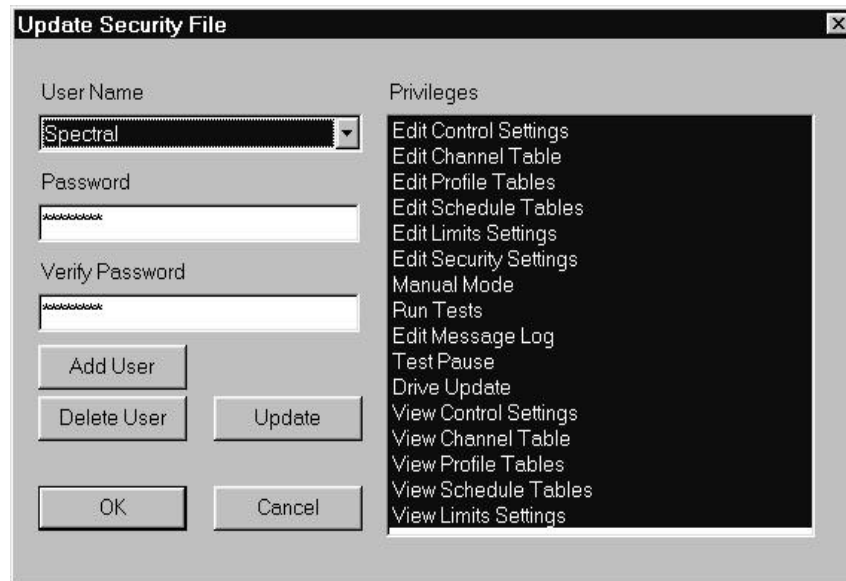 Update Security File
User Name
Spectral
Password
*********
Verify Password
*********
Add User
Delete User
Update
OK
Cancel
Privileges
Edit Control Settings
Edit Channel Table
Edit Profile Tables
Edit Schedule Tables
Edit Limits Settings
Edit Security Settings
Manual Mode
Run Tests
Edit Message Log
Test Pause
Drive Update
View Control Settings
View Channel Table
View Profile Tables
View Schedule Tables
View Limits Settings